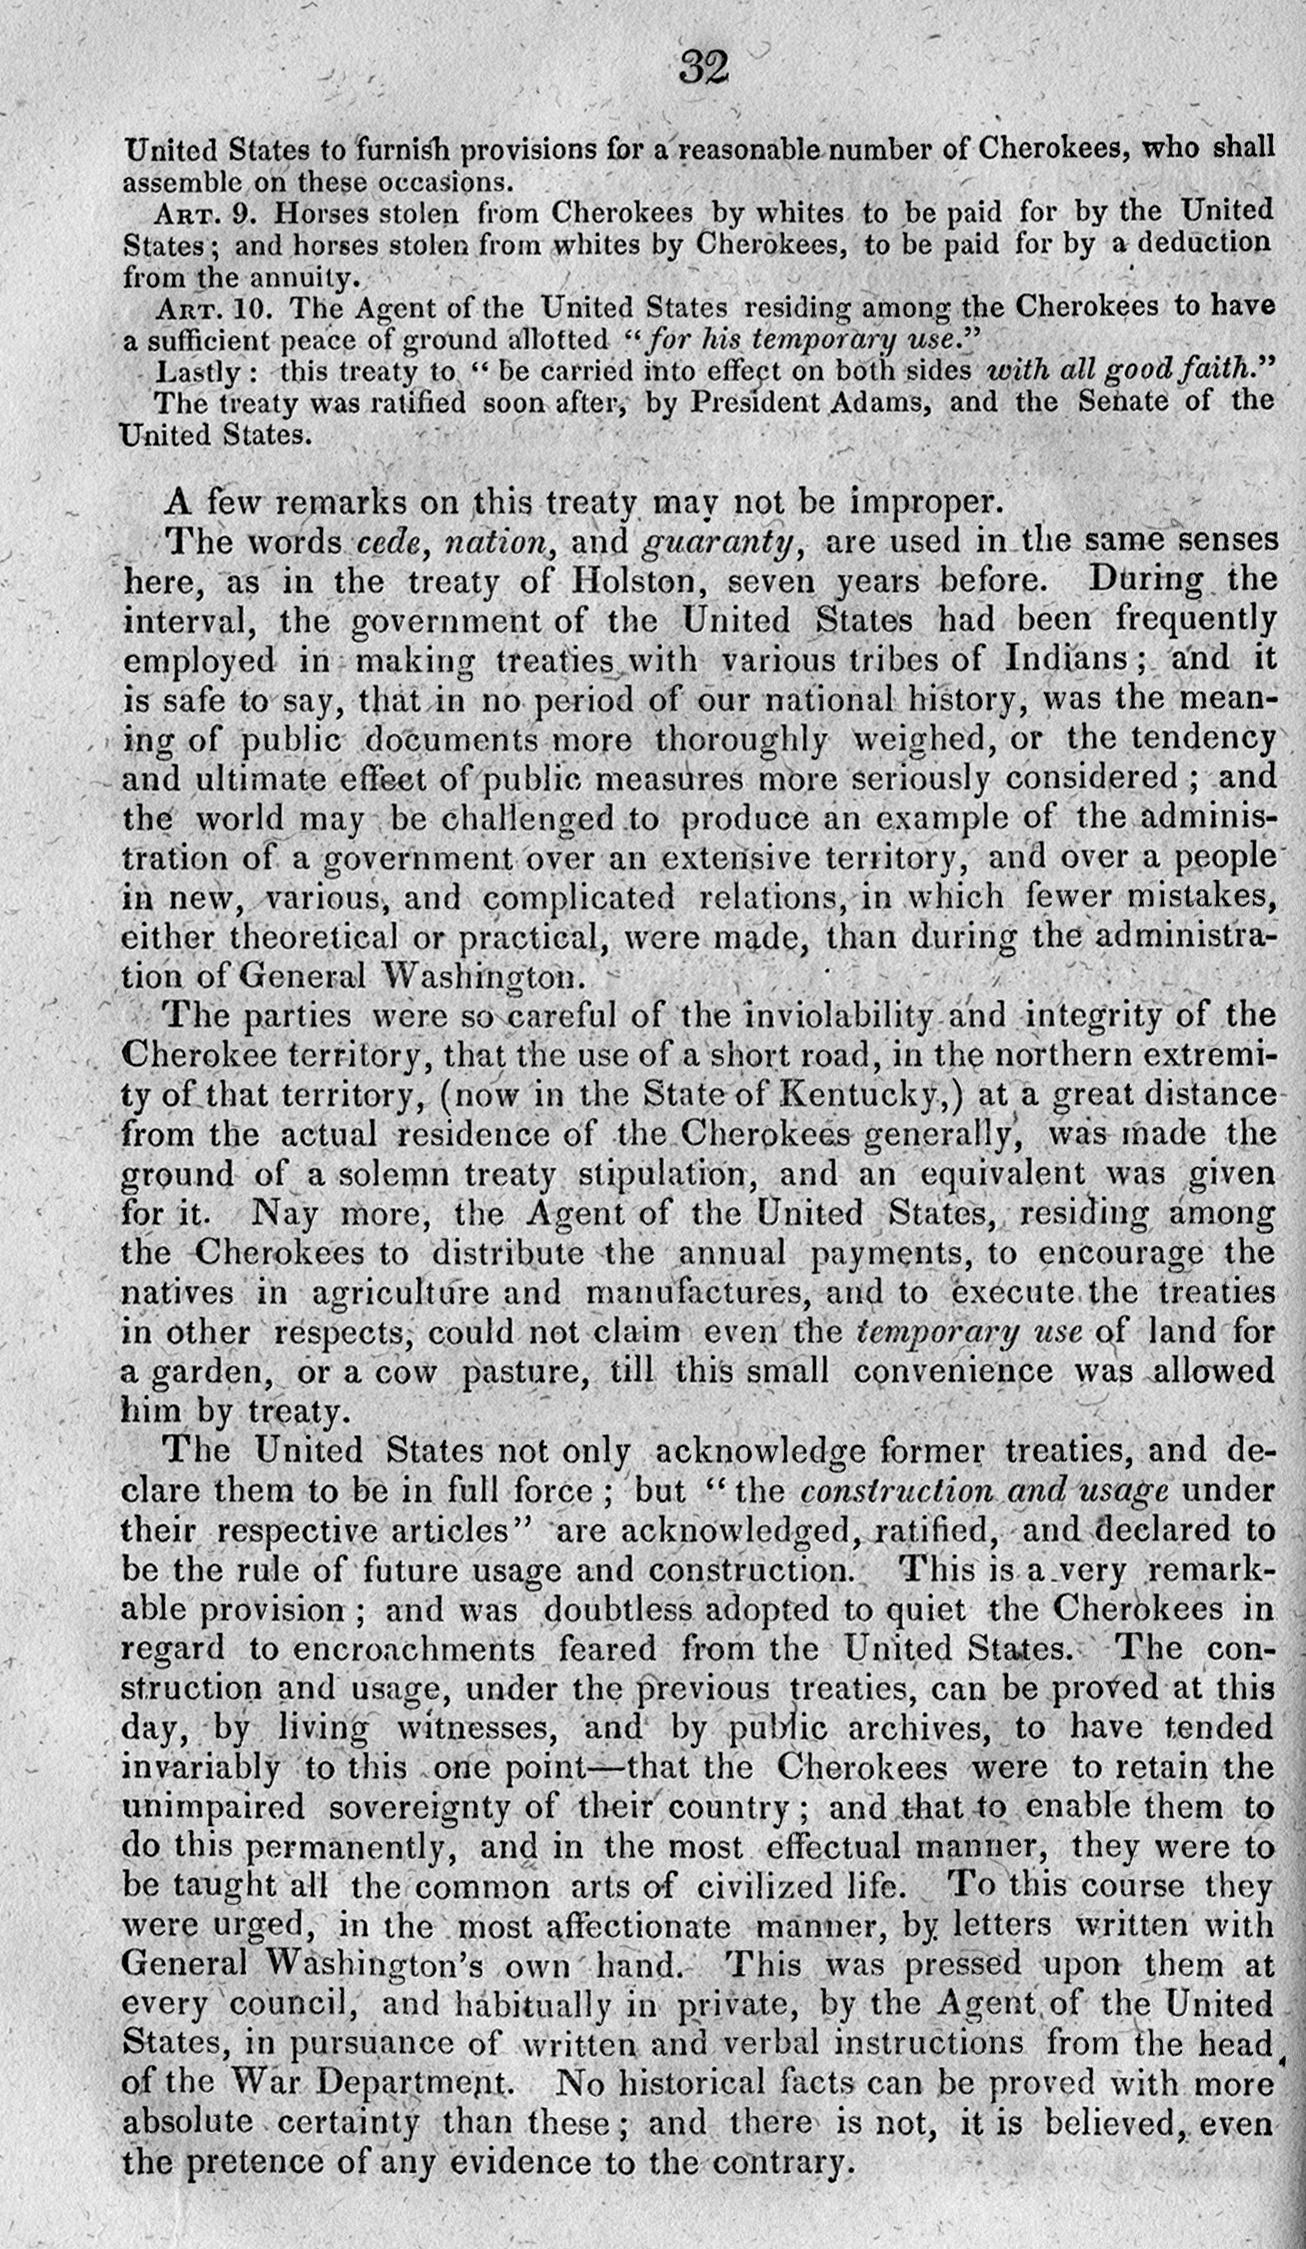 32
United States to furnish provisions for a reasonable number of Cherokees, who shall
assemble on these occasions.
ART. 9. Horses stolen from Cherokees by whites to be paid for by the United
States; and horses stolen from whites by Cherokees, to be paid for by a deduction
from the annuity.
ART. 10. The Agent of the United States residing among the Cherokees to have
a sufficient peace of ground allotted "for his temporary use."
Lastly: this treaty to "be carried into effect on both sides with all good faith."
The treaty was ratified soon after, by President Adams, and the Senate of the
United States.
A few remarks on this treaty may not be improper.
The words cede, nation, and guaranty, are used in the same senses
here, as in the treaty of Holston, seven years before. During the
interval, the government of the United States had been frequently
employed in making treaties with various tribes of Indians; and it
is safe to say, that in no period of our national history, was the mean-
ing of public documents more thoroughly weighed, or the tendency
and ultimate effect of public measures more seriously considered; and
the world may be challenged to produce an example of the adminis-
tration of a government over an extensive territory, and over a people
in new, various, and complicated relations, in which fewer mistakes,
either theoretical or practical, were made, than during the administra-
tion of General Washington.
The parties were so careful of the inviolability and integrity of the
Cherokee territory, that the use of a short road, in the northern extremi-
ty of that territory, (now in the State of Kentucky,) at a great distance
from the actual residence of the Cherokees generally, was made the
ground of a solemn treaty stipulation, and an equivalent was given
for it. Nay more, the Agent of the United States, residing among
the Cherokees to distribute the annual payments, to encourage the
natives in agriculture and manufactures, and to execute the treaties
in other respects, could not claim even the temporary use of land for
a garden, or a cow pasture, till this small convenience was allowed
him by treaty.
The United States not only acknowledge former treaties, and de-
clare them to be in full force; but "the construction and usage under
their respective articles" are acknowledged, ratified, and declared to
be the rule of future usage and construction. This is a very remark-
able provision; and was doubtless adopted to quiet the Cherokees in
regard to encroachments feared from the United States. The con-
struction and usage, under the previous treaties, can be proved at this
day, by living witnesses, and by public archives, to have tended
invariably to this one point—that the Cherokees were to retain the
unimpaired sovereignty of their country; and that to enable them to
do this permanently, and in the most effectual manner, they were to
be taught all the common arts of civilized life. To this course they
were urged, in the most affectionate manner, by letters written with
General Washington's own hand. This was pressed upon them at
every council, and habitually in private, by the Agent of the United
States, in pursuance of written and verbal instructions from the head
of the War Department. No historical facts can be proved with more
absolute certainty than these; and there is not, it is believed, even
the pretence of any evidence to the contrary.